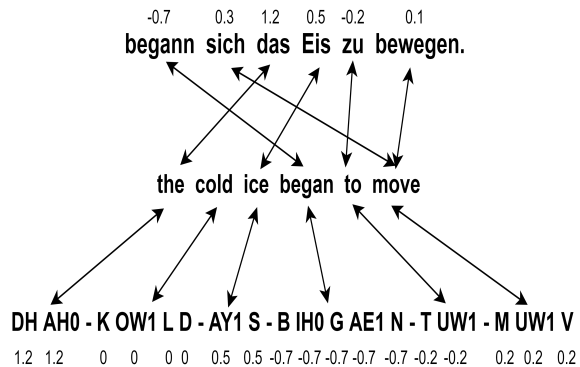 -0.7 0.3 1.2 0.5 -0.2 0.1
begann sich das Eis zu bewegen.
the cold ice began to move
DH AH0 - K OW1 L D - AY1 S - B IH0 G AE1 N - T UW1 - M UW1 V
1.2 1.2 0 0 0 0 0.5 0.5 -0.7 -0.7 -0.7 -0.7 -0.7 -0.2 -0.2 0.2 0.2 0.2